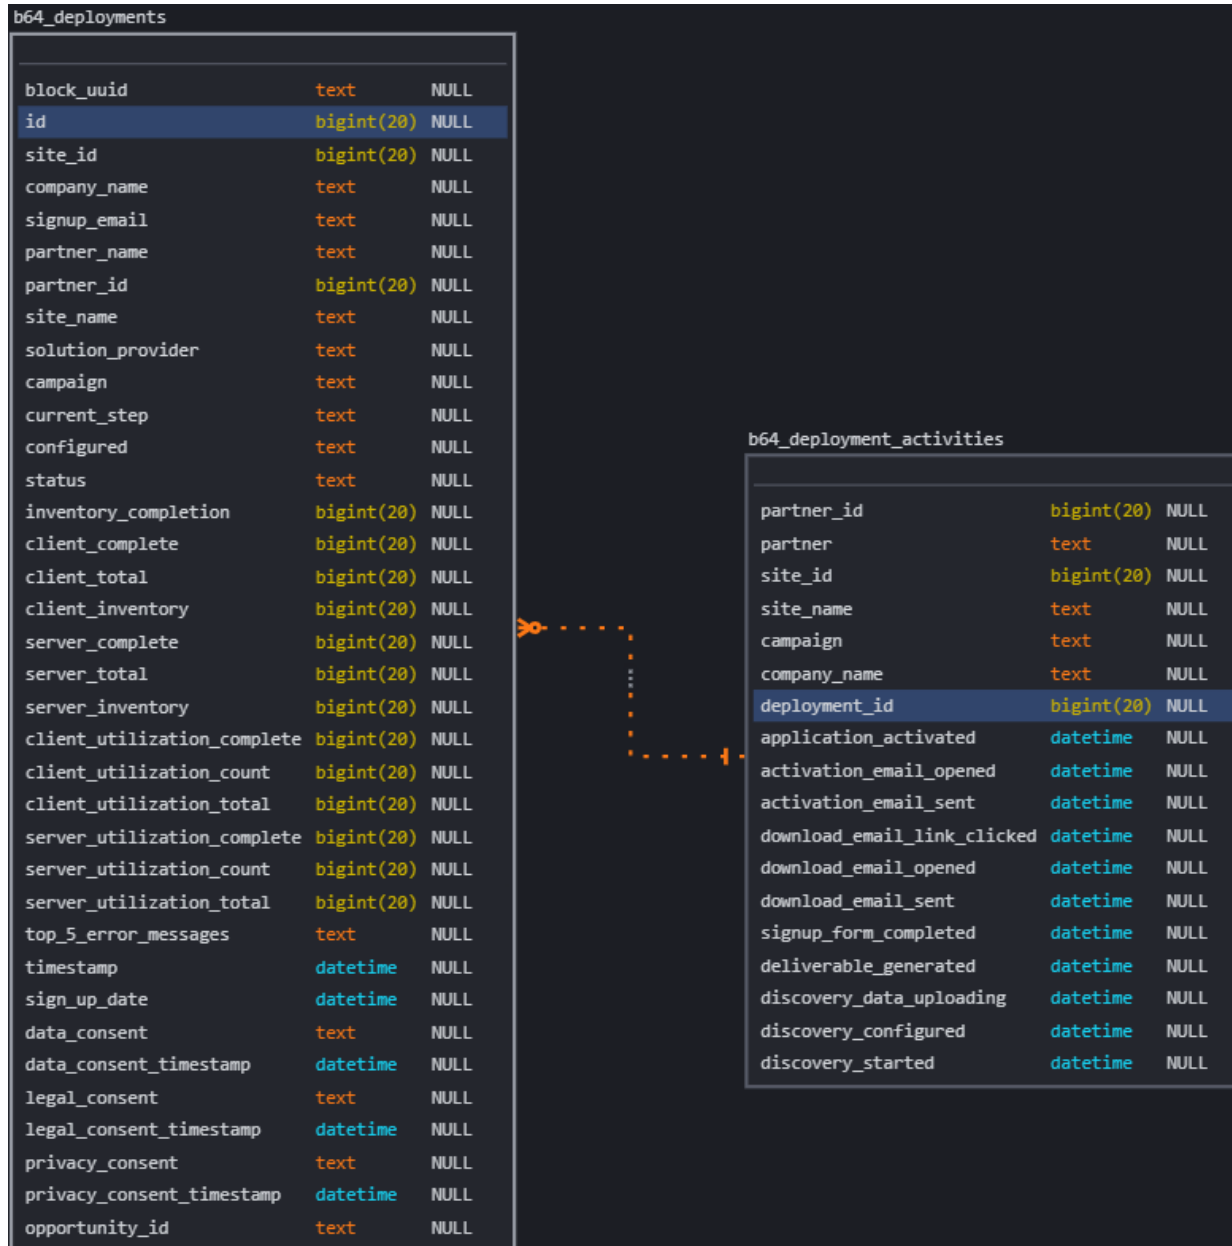 b64_deployments
block_uuid text NULL
id bigint(20) NULL
site_id bigint(20) NULL
company_name text NULL
signup_email text NULL
partner_name text NULL
partner_id bigint(20) NULL
site_name text NULL
solution_provider text NULL
campaign text NULL
current_step text NULL
configured text NULL
status text NULL
inventory_completion bigint(20) NULL
client_complete bigint(20) NULL
client_total bigint(20) NULL
client_inventory bigint(20) NULL
server_complete bigint(20) NULL
server_total bigint(20) NULL
server_inventory bigint(20) NULL
client_utilization_complete bigint(20) NULL
client_utilization_count bigint(20) NULL
client_utilization_total bigint(20) NULL
server_utilization_complete bigint(20) NULL
server_utilization_count bigint(20) NULL
server_utilization_total bigint(20) NULL
top_5_error_messages text NULL
timestamp datetime NULL
sign_up_date datetime NULL
data_consent text NULL
data_consent_timestamp datetime NULL
legal_consent text NULL
legal_consent_timestamp datetime NULL
privacy_consent text NULL
privacy_consent_timestamp datetime NULL
opportunity_id text NULL
b64_deployment_activities
partner_id bigint(20) NULL
partner text NULL
site_id bigint(20) NULL
site_name text NULL
campaign text NULL
company_name text NULL
deployment_id bigint(20) NULL
application_activated datetime NULL
activation_email_opened datetime NULL
activation_email_sent datetime NULL
download_email_link_clicked datetime NULL
download_email_opened datetime NULL
download_email_sent datetime NULL
signup_form_completed datetime NULL
deliverable_generated datetime NULL
discovery_data_uploading datetime NULL
discovery_configured datetime NULL
discovery_started datetime NULL